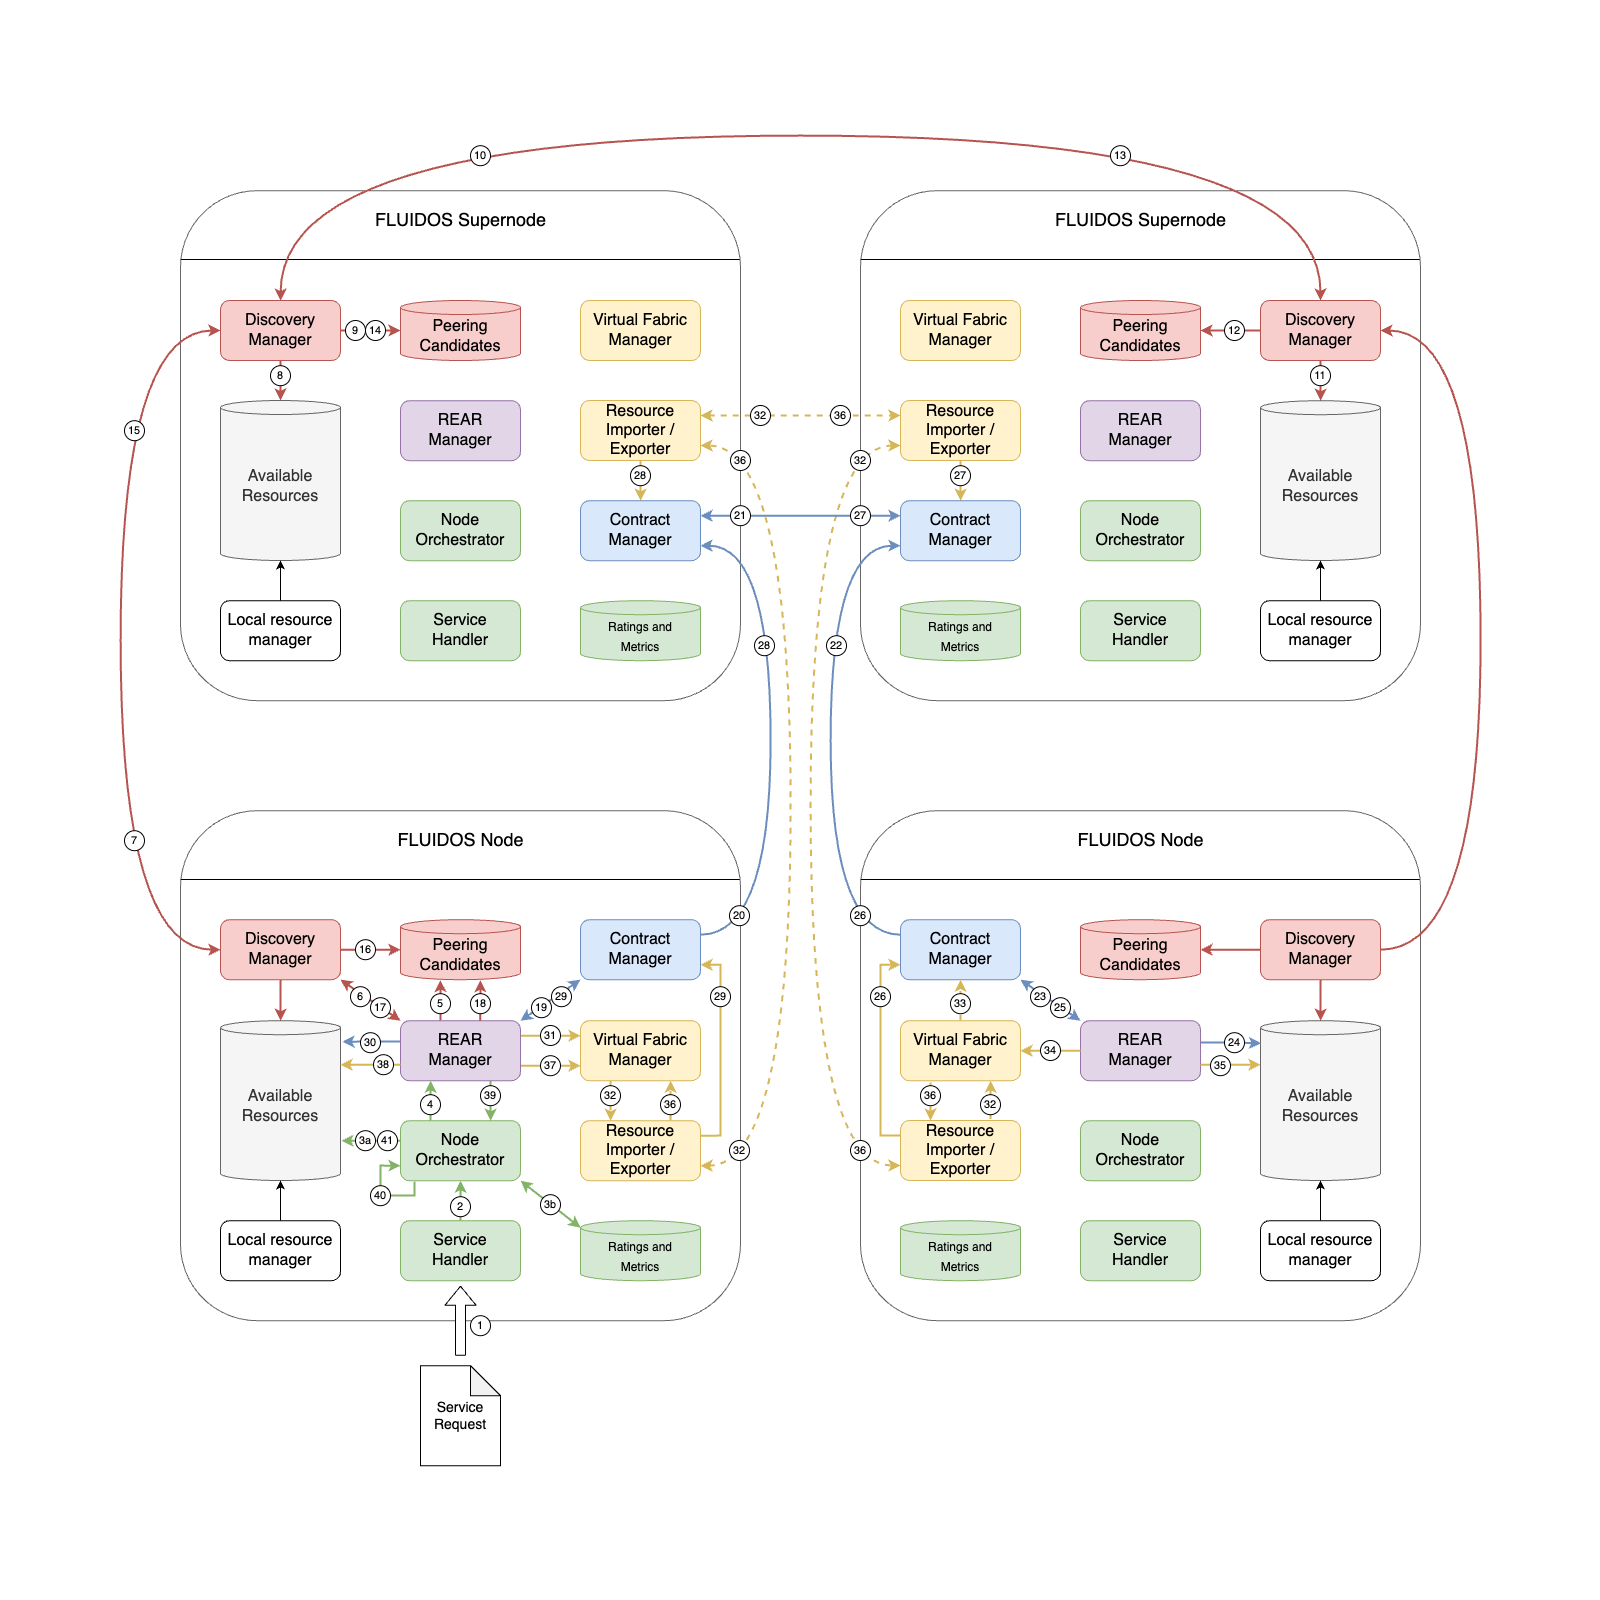 10
13
FLUIDOS Supernode
FLUIDOS Supernode
Discovery
Manager
9
14
Peering
Candidates
Virtual Fabric
Manager
Virtual Fabric
Manager
Peering
Candidates
12
Discovery
Manager
8
11
15
Available
Resources
REAR
Manager
Resource
Importer /
Exporter
32
36
Resource
Importer /
Exporter
REAR
Manager
Available
Resources
36
32
28
27
Node
Orchestrator
Contract
Manager
21
27
Contract
Manager
Node
Orchestrator
Local resource
manager
Service
Handler
Ratings and
Metrics
28
22
Ratings and
Metrics
Service
Handler
Local resource
manager
7
FLUIDOS Node
FLUIDOS Node
20
26
Discovery
Manager
16
Peering
Candidates
Contract
Manager
Contract
Manager
Peering
Candidates
Discovery
Manager
6
17
5
18
19
29
29
26
33
23
25
30
38
REAR
Manager
31
37
Virtual Fabric
Manager
Virtual Fabric
Manager
34
REAR
Manager
24
35
Available
Resources
4
39
32
36
36
32
Available
Resources
3a
41
Node
Orchestrator
Resource
Importer /
Exporter
32
36
Resource
Importer /
Exporter
Node
Orchestrator
40
2
3b
Local resource
manager
Service
Handler
Ratings and
Metrics
Ratings and
Metrics
Service
Handler
Local resource
manager
1
Service
Request